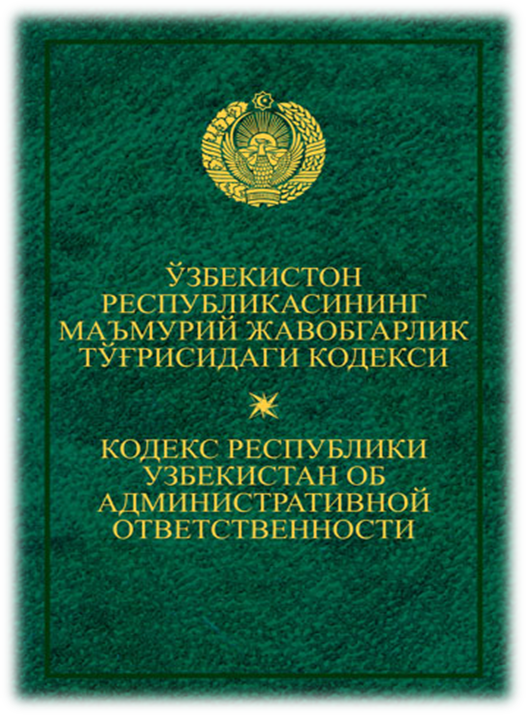 ЎЗБЕКИСТОН
РЕСПУБЛИКАСИНИНГ
МАЪМУРИЙ ЖАВОБГАРЛИК
ТЎҒРИСИДАГИ КОДЕКСИ
КОДЕКС РЕСПУБЛИКИ
УЗБЕКИСТАН ОБ
АДМИНИСТРАТИВНОЙ
ОТВЕТСТВЕННОСТИ